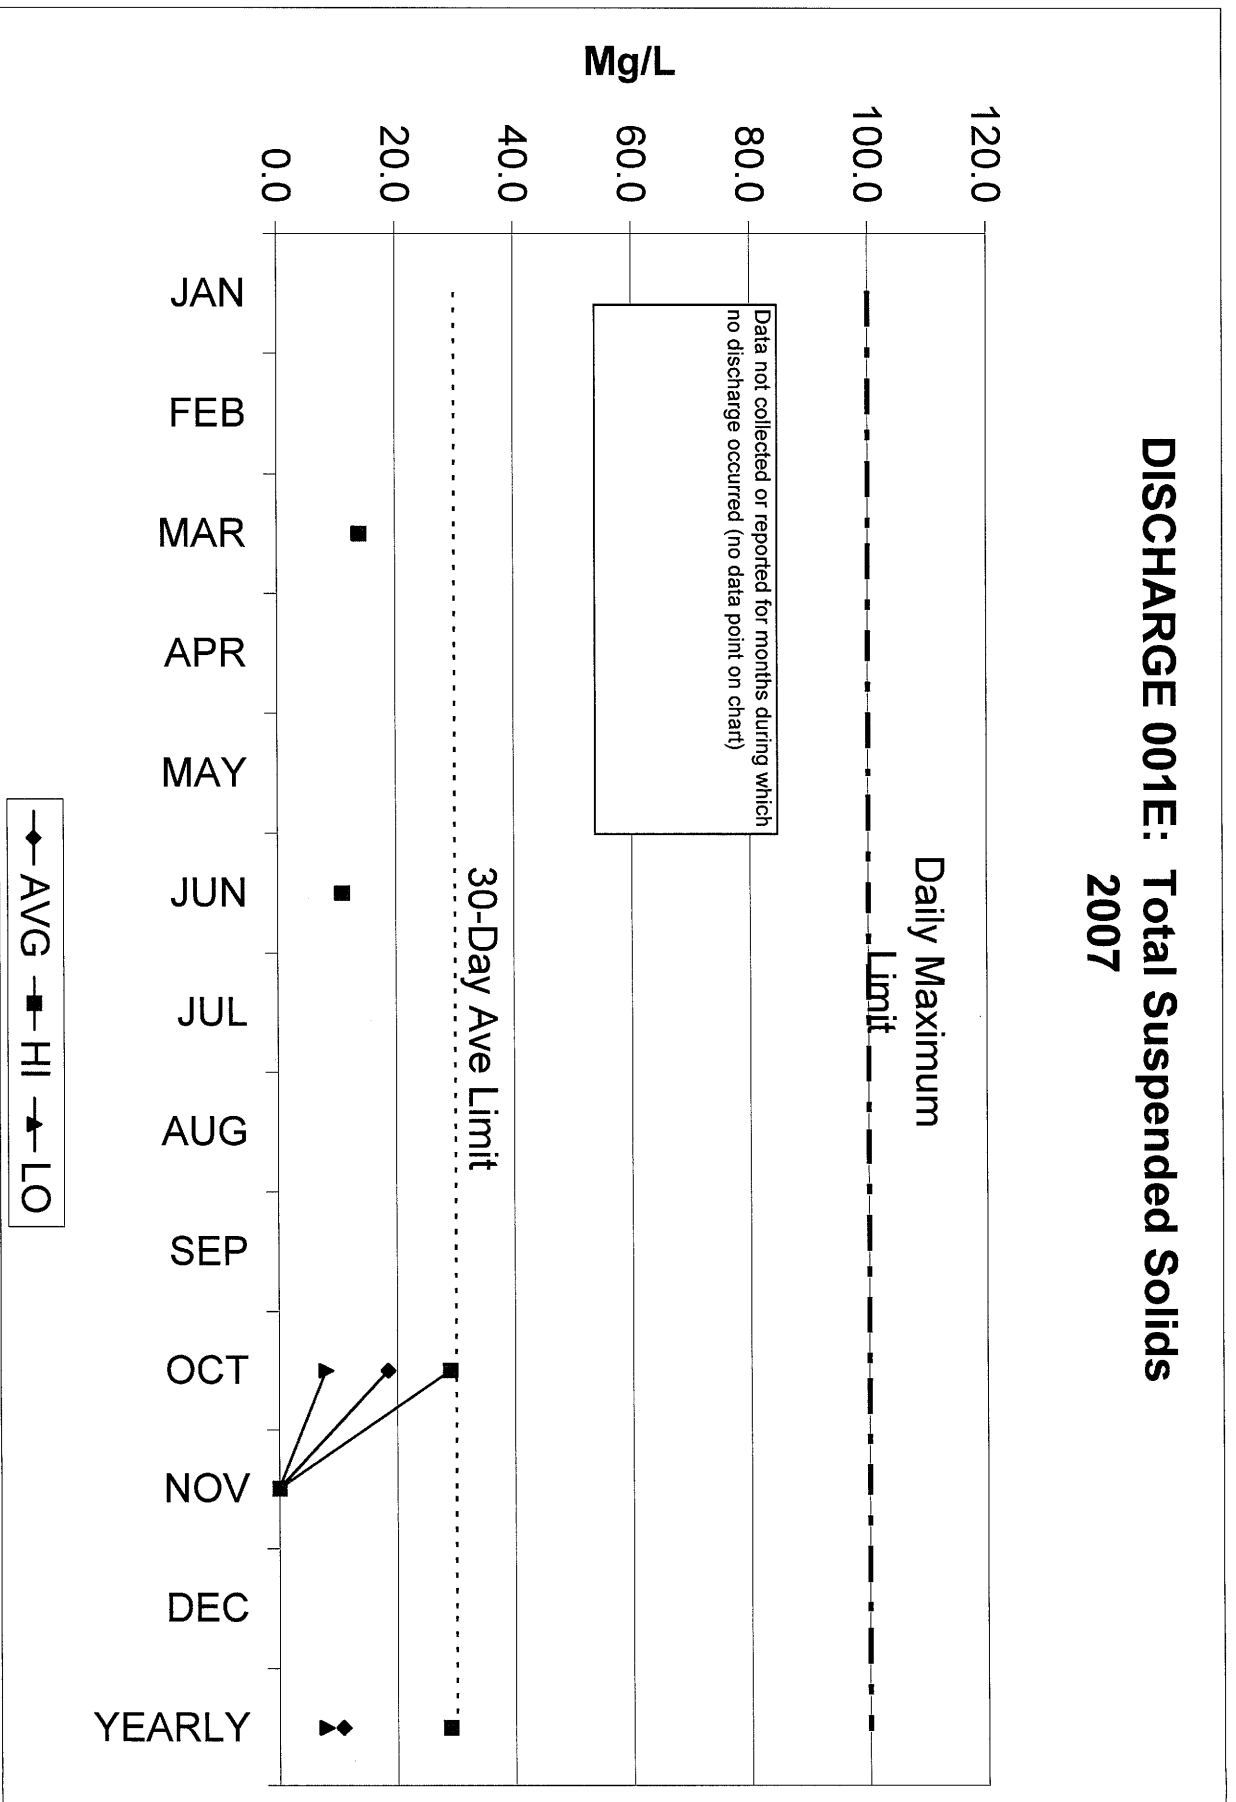 DISCHARGE 001E: Total Suspended Solids
2007
Mg/L
120.0
100.0
80.0
60.0
40.0
20.0
0.0
Daily Maximum
Limit
Data not collected or reported for months during which
no discharge occurred (no data point on chart)
30-Day Ave Limit
JAN
FEB
MAR
APR
MAY
JUN
JUL
AUG
SEP
OCT
NOV
DEC
YEARLY
AVG HI LO